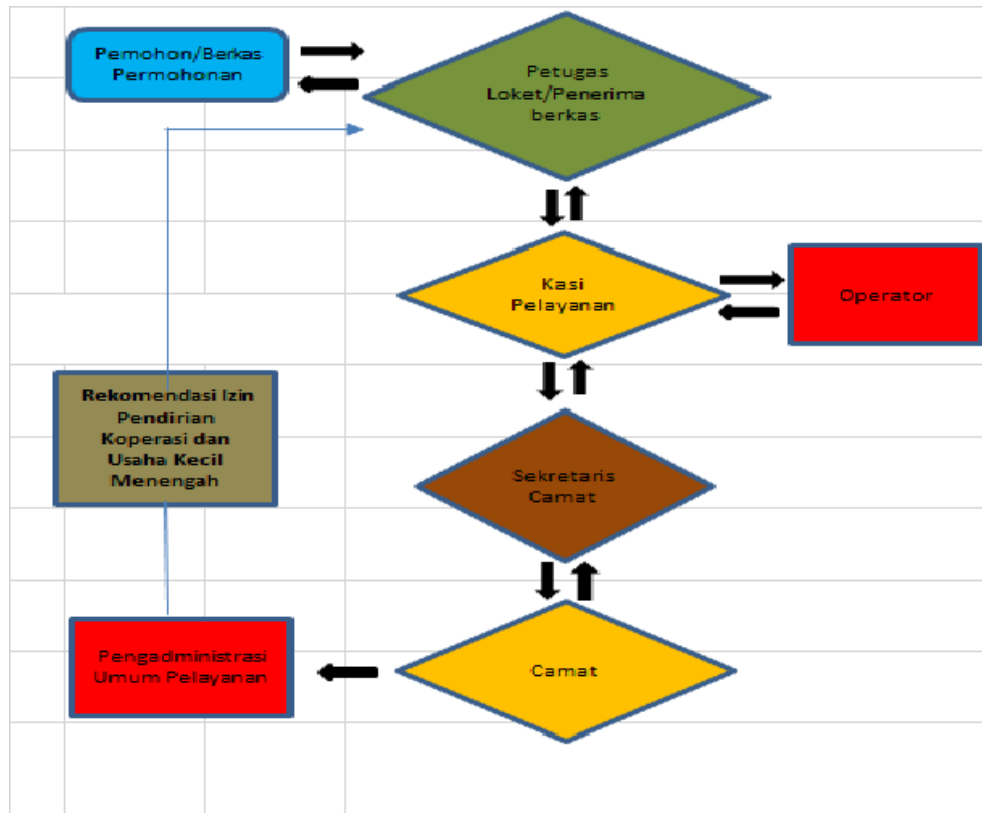 Pemohon/Berkas
Permohonan
Petugas
Loket/Penerima
berkas
Kasi
Pelayanan
Operator
Rekomendasi Izin
Pendirian
Koperasi dan
Usaha Kecil
Menengah
Sekretaris
Camat
Pengadministrasi
Umum Pelayanan
Camat